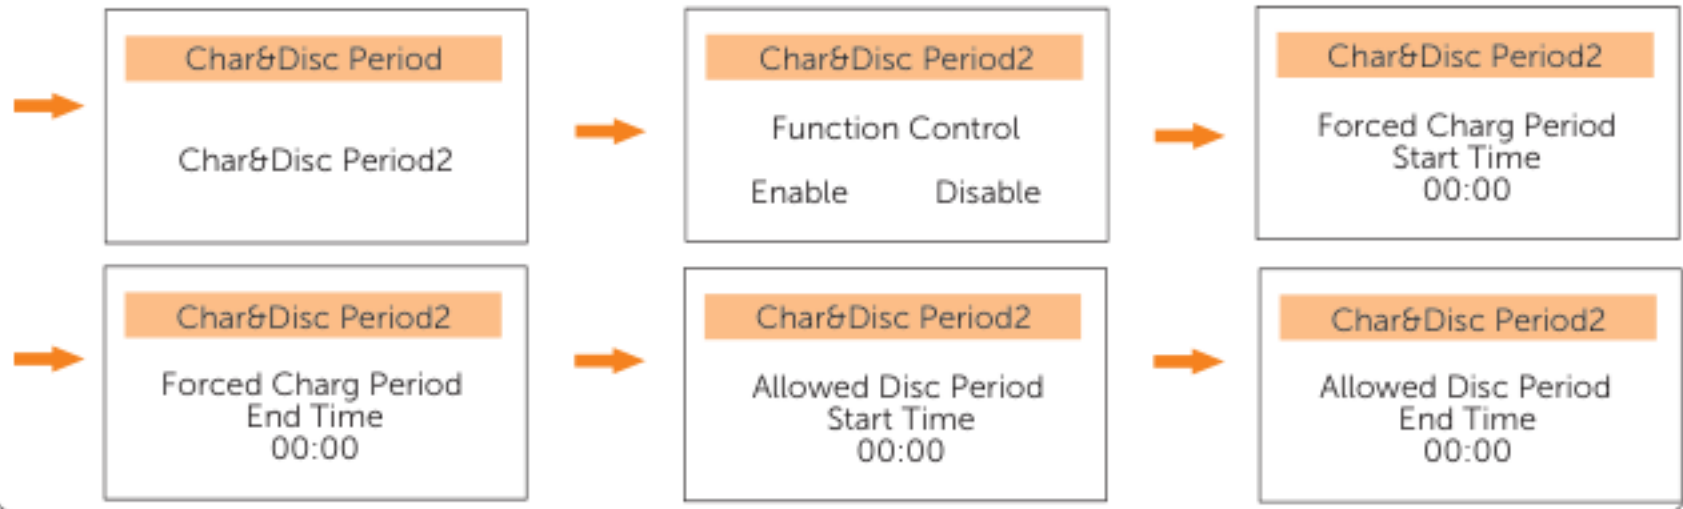 Char&Disc Period
Char&Disc Period2
Char&Disc Period2
Function Control
Enable Disable
Char&Disc Period2
Forced Charg Period
Start Time
00:00
Char&Disc Period2
Forced Charg Period
End Time
00:00
Char&Disc Period2
Allowed Disc Period
Start Time
00:00
Char&Disc Period2
Allowed Disc Period
End Time
00:00